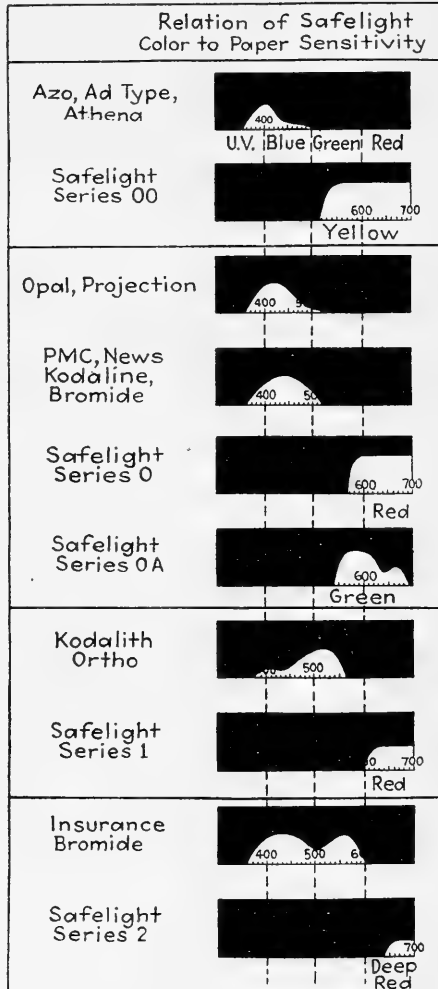 Relation of Safelight
Color to Paper Sensitivity
Azo, Ad Type,
Athena
400
U.V. Blue Green Red
Safelight
Series 00
600 700
Yellow
Opal, Projection
400
PMC, News
Kodaline,
Bromide
400 50
Safelight
Series 0
600 700
Red
Safelight
Series 0A
600
Green
Kodalith
Ortho
500
Safelight
Series 1
700
Red
Insurance
Bromide
400 500 6
Safelight
Series 2
700
Deep
Red